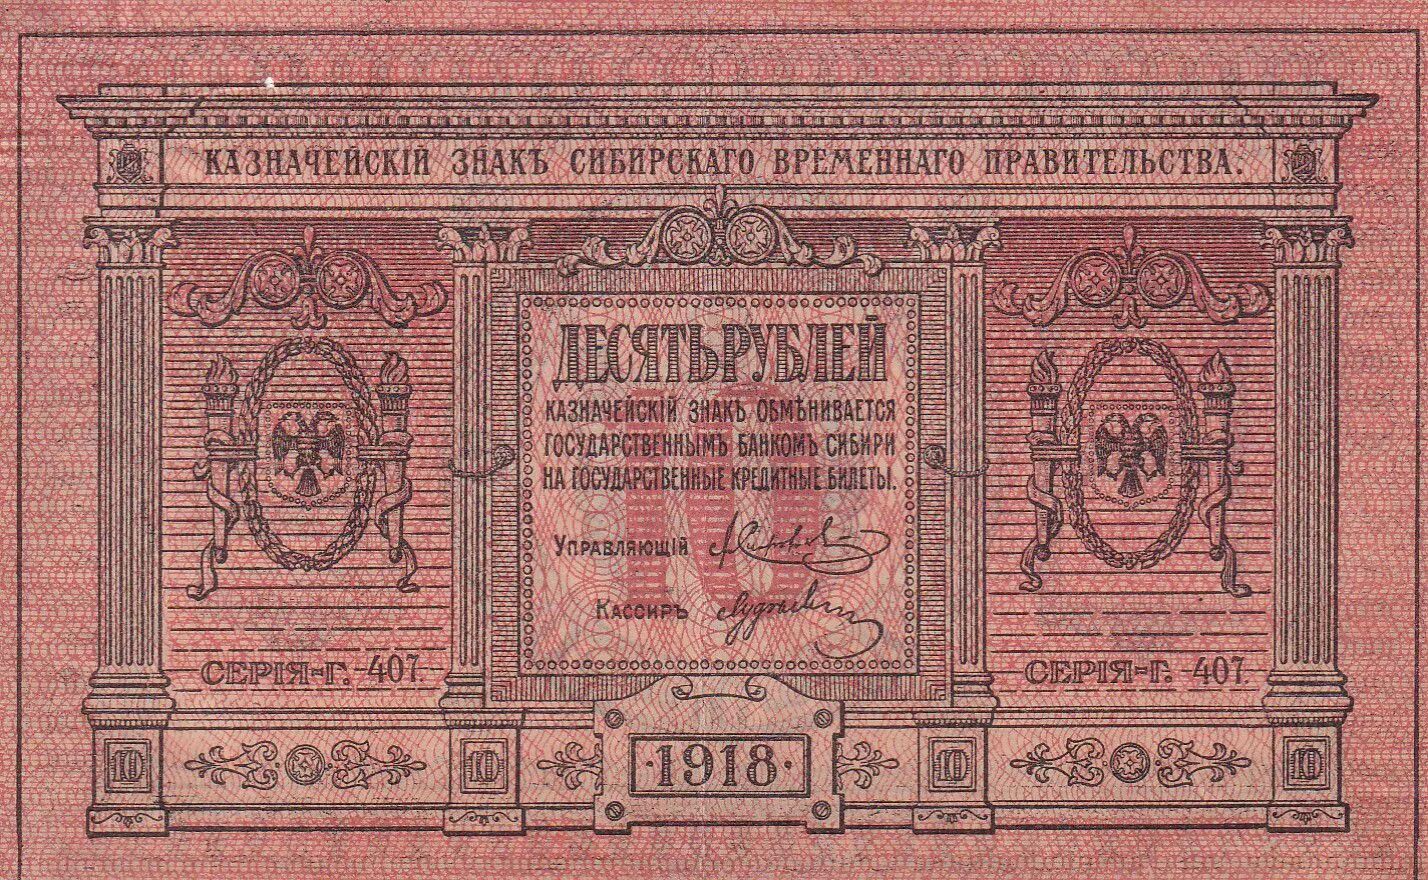 КАЗНАЧЕЙСКІЙ ЗНАКЪ СИБИРСКАГО ВРЕМЕННАГО ПРАВИТЕЛЬСТВА.
ДЕСЯТЬ РУБЛЕЙ
КАЗНАЧЕЙСКІЙ ЗНАКЪ ОБМѢНИВАЕТСЯ
ГОСУДАРСТВЕННЫМЪ БАНКОМЪ СИБИРИ
НА ГОСУДАРСТВЕННЫЕ КРЕДИТНЫЕ БИЛЕТЫ.
10
УПРАВЛЯЮЩІЙ
КАССИРЪ
СЕРІЯ-Г. 407.
СЕРІЯ-Г. 407.
10
10
·1918·
10
10